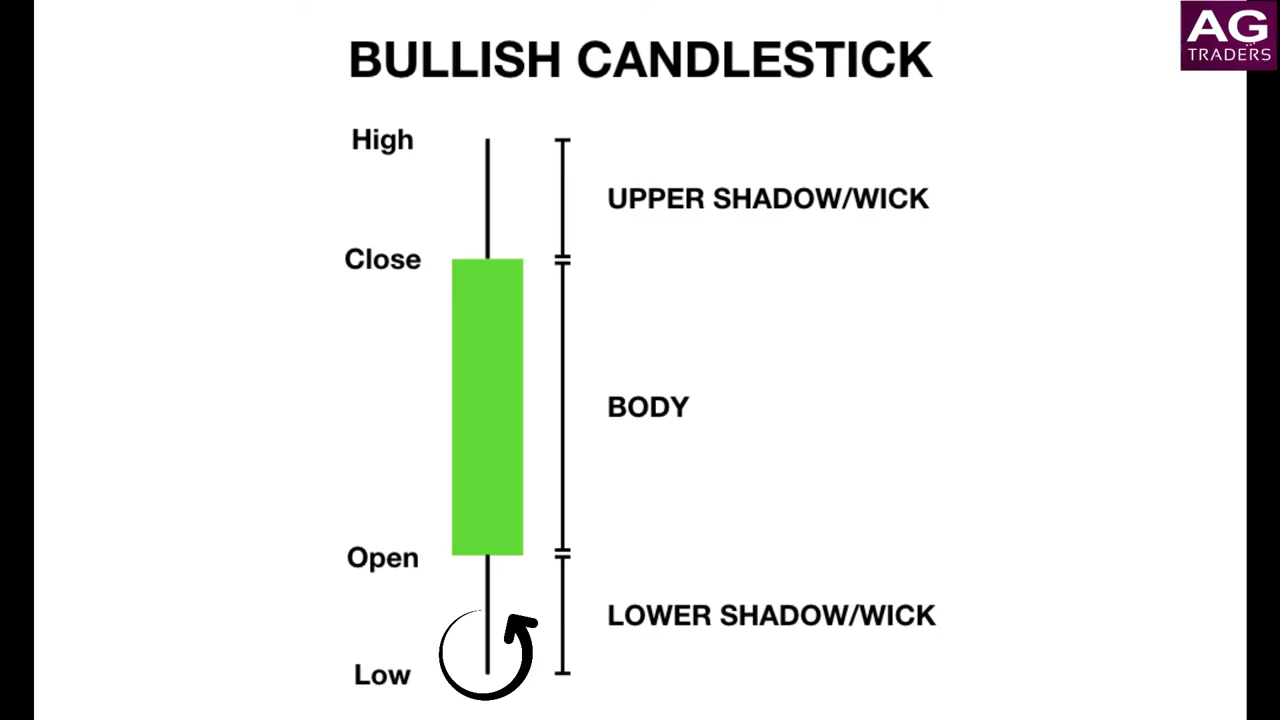 AG
TRADERS
BULLISH CANDLESTICK
High
UPPER SHADOW/WICK
Close
BODY
Open
LOWER SHADOW/WICK
Low